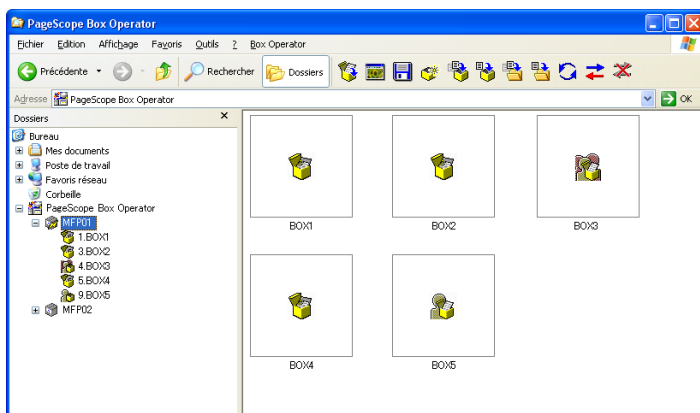 PageScope Box Operator
Fichier Edition Affichage Favoris Outils ? Box Operator
Précédente Rechercher Dossiers
Adresse PageScope Box Operator OK
Dossiers x
Bureau
Mes documents
Poste de travail
Favoris réseau
Corbeille
PageScope Box Operator
MFP01
1.BOX1
3.BOX2
4.BOX3
5.BOX4
9.BOX5
MFP02
BOX1 BOX2 BOX3
BOX4 BOX5